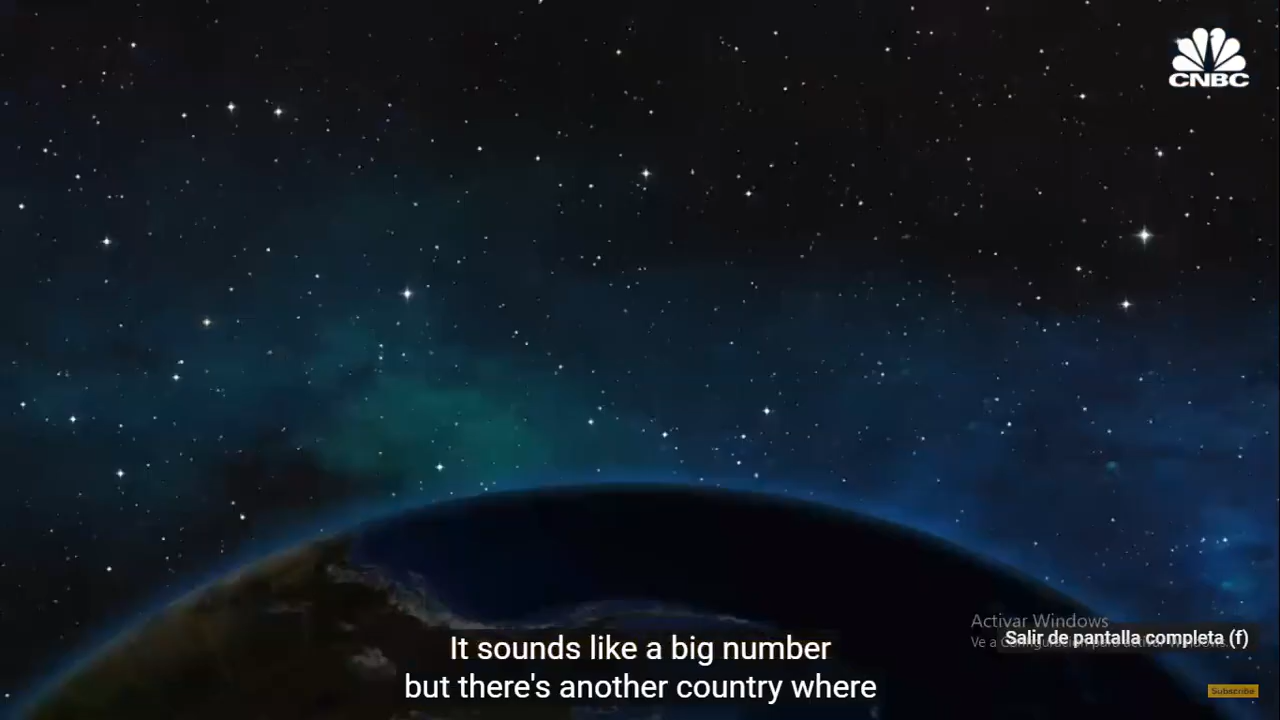 CNBC
Activar Windows
Salir de pantalla completa (f)
It sounds like a big number
but there's another country where
Subscribe